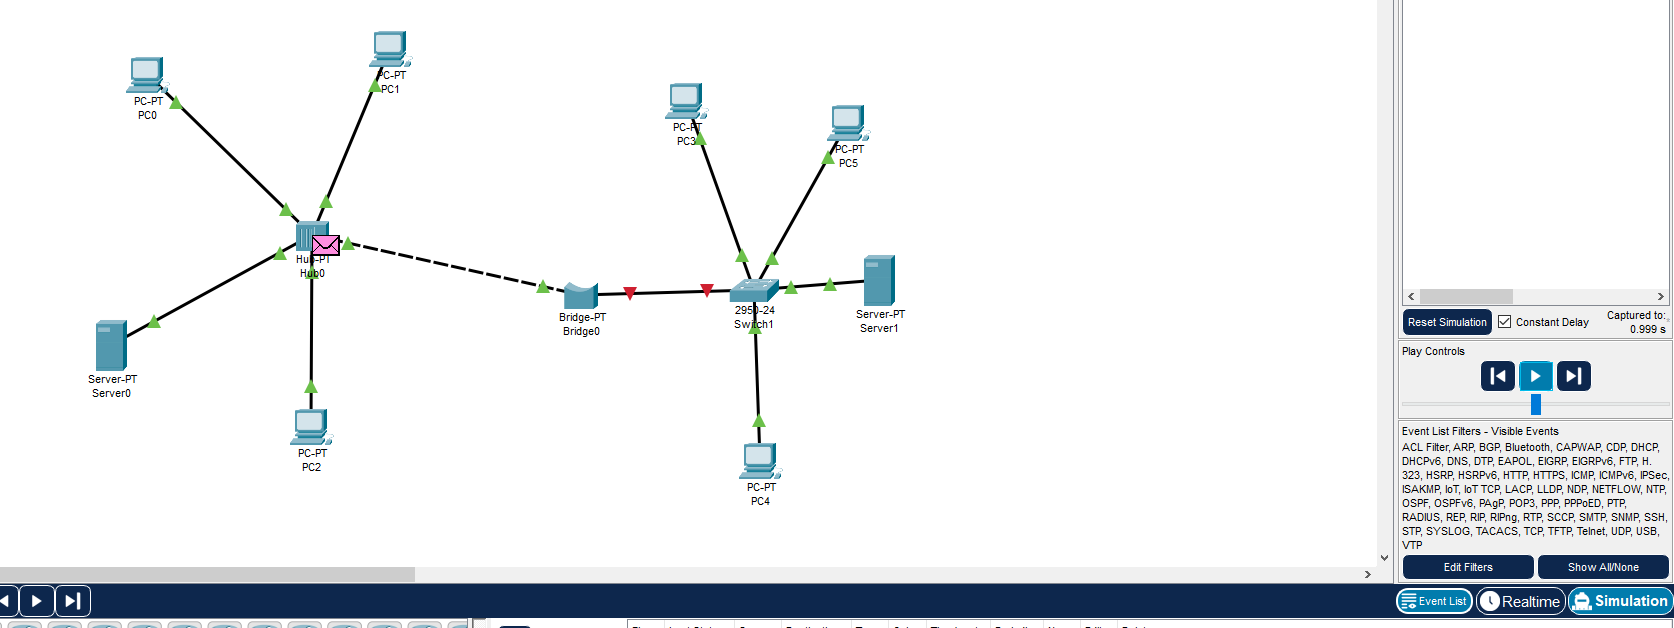 PC-PT
PC0
PC-PT
PC1
PC-PT
PC3
PC-PT
PC5
Hub-PT
Hub0
Bridge-PT
Bridge0
2950-24
Switch1
Server-PT
Server1
Server-PT
Server0
PC-PT
PC2
PC-PT
PC4
Reset Simulation
Constant Delay
Captured to:
0.999 s
Play Controls
Event List Filters - Visible Events
ACL Filter, ARP, BGP, Bluetooth, CAPWAP, CDP, DHCP,
DHCPv6, DNS, DTP, EAPOL, EIGRP, EIGRPv6, FTP, H.
323, HSRP, HSRPv6, HTTP, HTTPS, ICMP, ICMPv6, IPSec,
ISAKMP, IoT, IoT TCP, LACP, LLDP, NDP, NETFLOW, NTP,
OSPF, OSPFv6, PAgP, POP3, PPP, PPPoED, PTP,
RADIUS, REP, RIP, RIPng, RTP, SCCP, SMTP, SNMP, SSH,
STP, SYSLOG, TACACS, TCP, TFTP, Telnet, UDP, USB,
VTP
Edit Filters
Show All/None
Event List
Realtime
Simulation